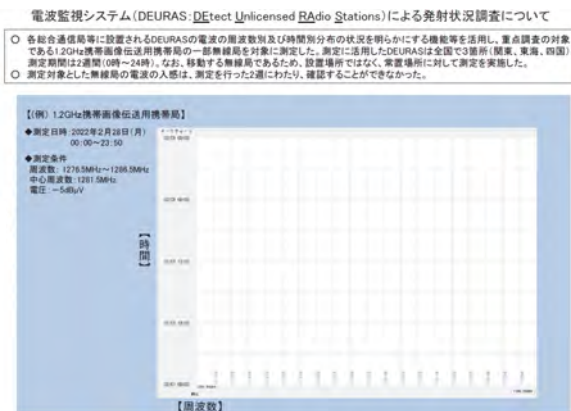 電波監視システム(DEURAS:DEtect Unlicensed RAdio Stations)による発射状況調査について
○ 各総合通信局等に設置されるDEURASの電波の周波数別及び時間別分布の状況を明らかにする機能等を活用し、重点調査の対象
である1.2GHz携帯画像伝送用携帯局の一部無線局を対象に測定した。測定に活用したDEURASは全国で3箇所(関東、東海、四国)
測定期間は2週間(0時~24時)。なお、移動する無線局であるため、設置場所ではなく、常置場所に対して測定を実施した。
○ 測定対象とした無線局の電波の入感は、測定を行った2週にわたり、確認することができなかった。
【(例) 1.2GHz携帯画像伝送用携帯局】
◆測定日時:2022年2月28日(月)
00:00~23:50
◆測定条件
周波数: 1276.5MHz~1286.5MHz
中心周波数:1281.5MHz
電圧:-5dBμV
【時間】
【周波数】